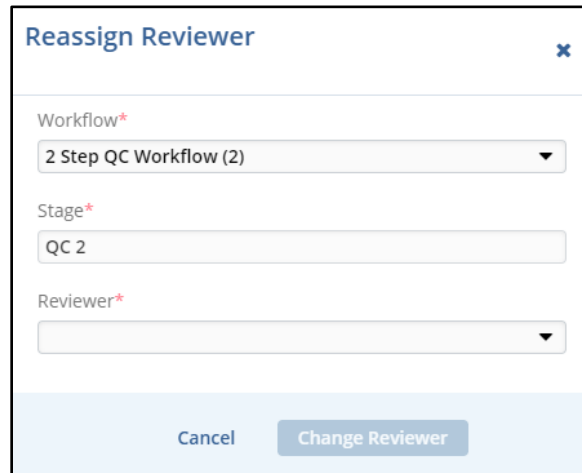 Reassign Reviewer
Workflow*
2 Step QC Workflow (2)
Stage*
QC 2
Reviewer*
Cancel Change Reviewer